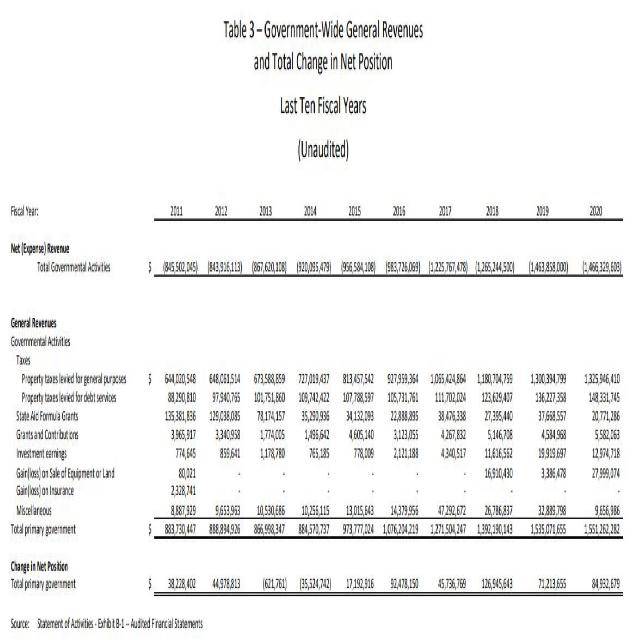 Table 3 – Government-Wide General Revenues
and Total Change in Net Position
Last Ten Fiscal Years
(Unaudited)
Fiscal Year: 2011 2012 2013 2014 2015 2016 2017 2018 2019 2020
Net (Expense) Revenue
Total Governmental Activities $ (845,502,045) (843,916,113) (867,620,108) (920,095,479) (956,584,108) (983,726,069) (1,225,767,478) (1,265,244,500) (1,463,858,000) (1,466,329,603)
General Revenues
Governmental Activities
Taxes
Property taxes levied for general purposes $ 644,020,548 648,061,514 673,588,859 727,019,437 813,457,542 927,959,364 1,065,424,864 1,180,704,759 1,300,394,799 1,325,946,410
Property taxes levied for debt services 88,290,810 97,940,765 101,751,860 109,742,422 107,788,597 105,731,761 111,702,024 123,629,407 136,227,358 148,331,745
State Aid Formula Grants 135,381,836 129,038,085 78,174,157 35,290,936 34,132,093 22,888,895 38,476,338 27,395,440 37,668,557 20,771,286
Grants and Contributions 3,965,917 3,340,958 1,774,005 1,496,642 4,605,140 3,123,055 4,267,832 5,146,708 4,584,968 5,582,063
Investment earnings 774,645 859,641 1,178,780 765,185 778,009 2,121,188 4,340,517 11,616,562 19,919,697 12,974,718
Gain(loss) on Sale of Equipment or Land 80,021 - - - - - - 16,910,430 3,386,478 27,999,074
Gain(loss) on Insurance 2,328,741 - - - - - - - - -
Miscellaneous 8,887,929 9,653,963 10,530,686 10,256,115 13,015,643 14,379,956 47,292,672 26,786,837 32,889,798 9,656,986
Total primary government $ 883,730,447 888,894,926 866,998,347 884,570,737 973,777,024 1,076,204,219 1,271,504,247 1,392,190,143 1,535,071,655 1,551,262,282
Change in Net Position
Total primary government $ 38,228,402 44,978,813 (621,761) (35,524,742) 17,192,916 92,478,150 45,736,769 126,945,643 71,213,655 84,932,679
Source: Statement of Activities - Exhibit B-1 – Audited Financial Statements